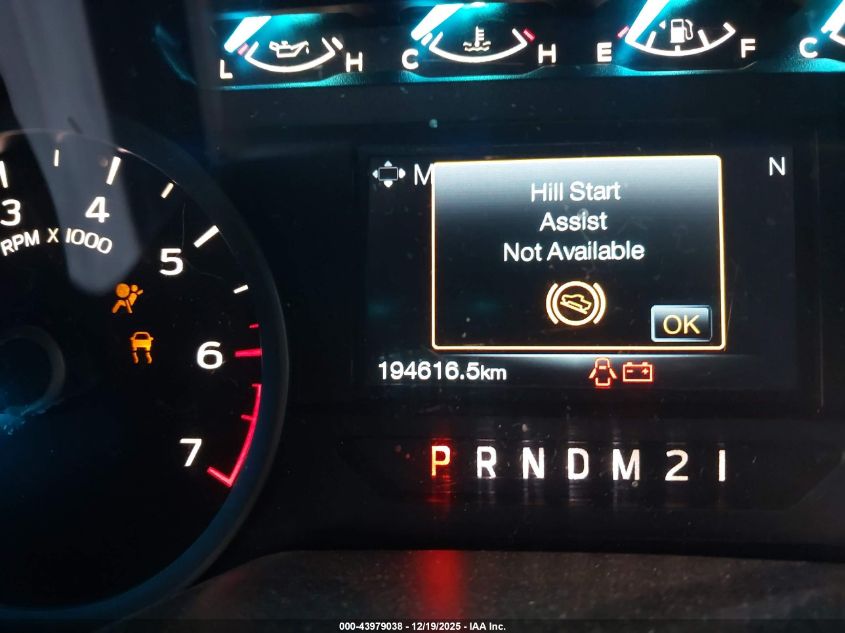 L H C H E F C
3 4 5 6 7
RPM X 1000
M
N
Hill Start
Assist
Not Available
OK
194616.5km
P R N D M 2 1
000-43979038 - 12/19/2025 - IAA Inc.